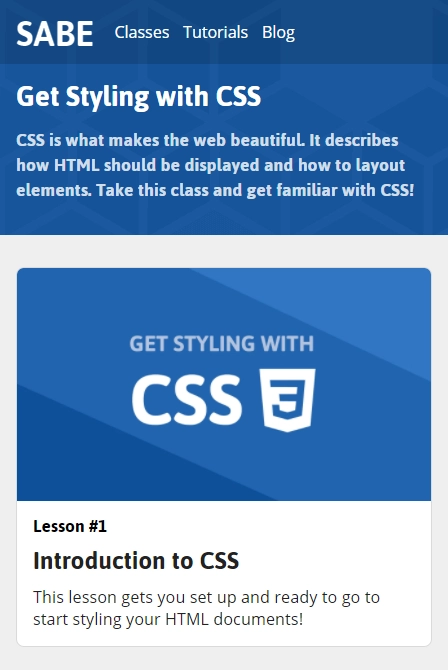 SABE Classes Tutorials Blog
Get Styling with CSS
CSS is what makes the web beautiful. It describes
how HTML should be displayed and how to layout
elements. Take this class and get familiar with CSS!
GET STYLING WITH
CSS 3
Lesson #1
Introduction to CSS
This lesson gets you set up and ready to go to
start styling your HTML documents!